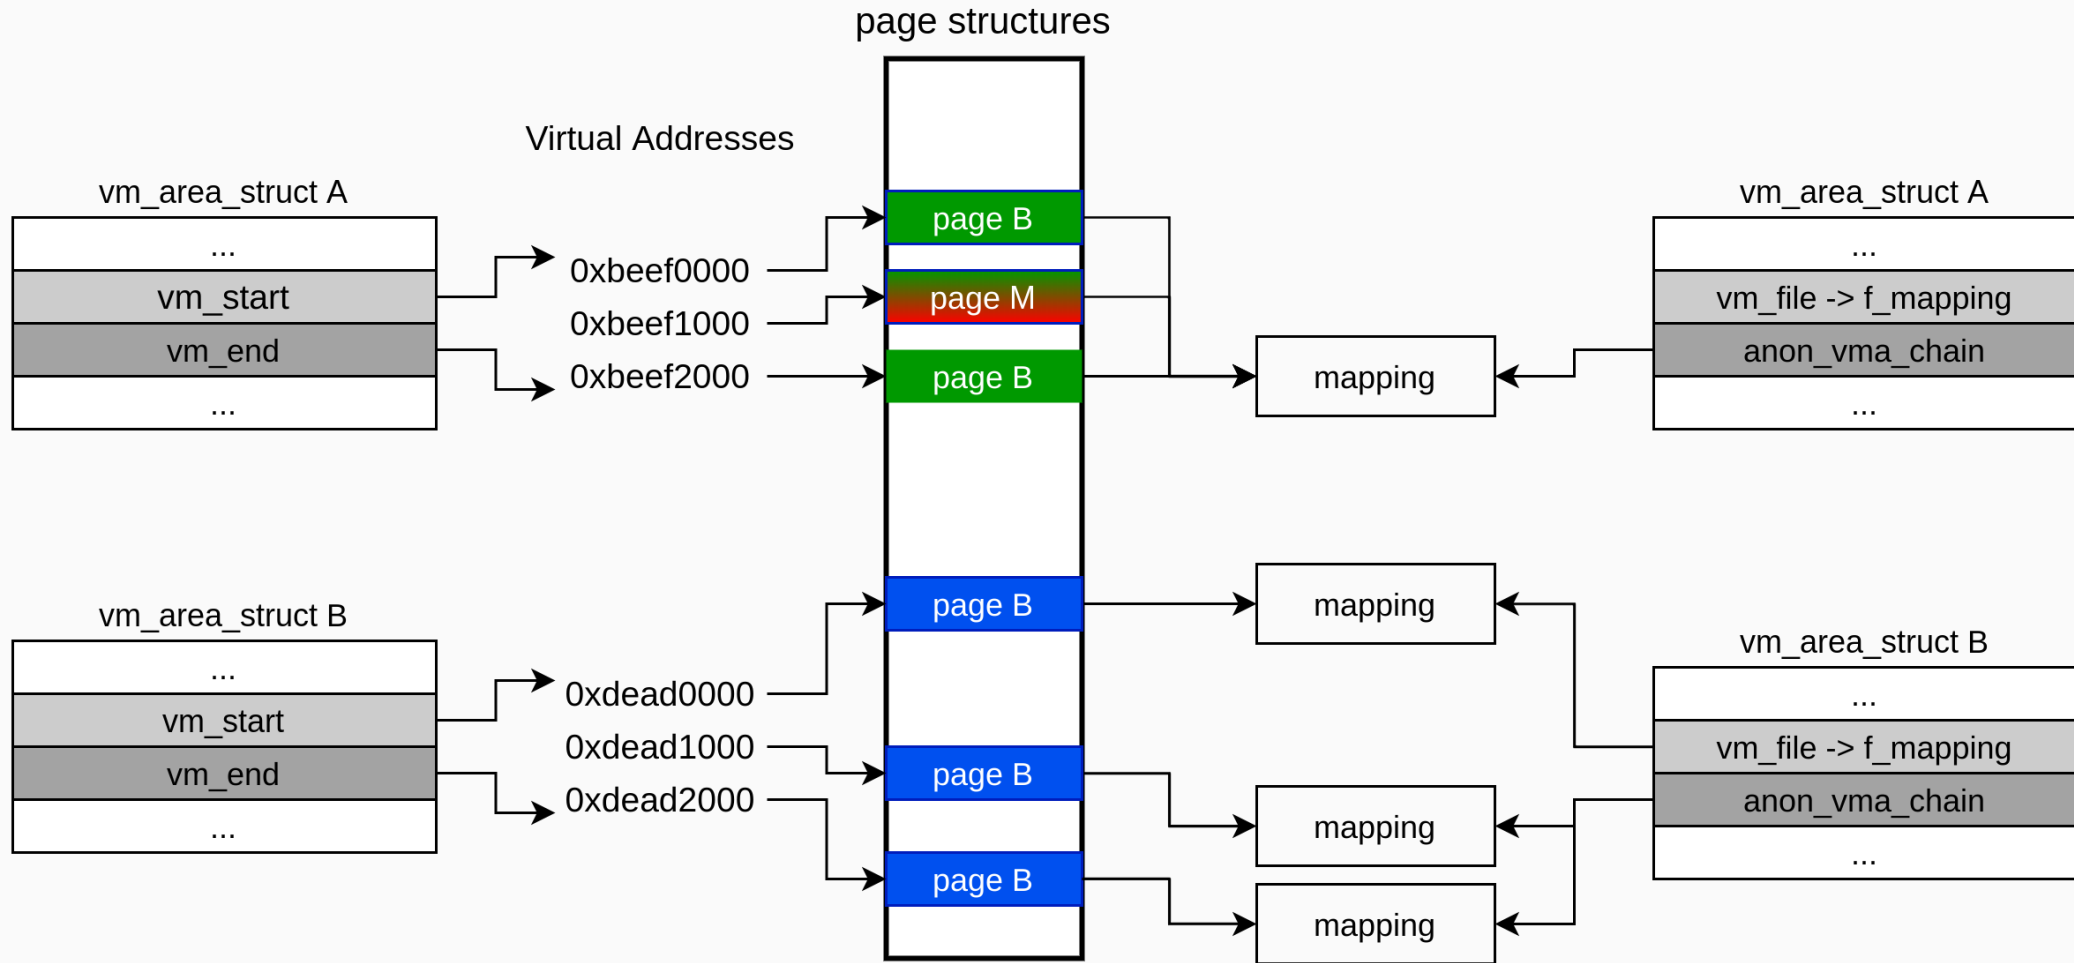 page structures
Virtual Addresses
vm_area_struct A
...
vm_start
vm_end
...
0xbeef0000
0xbeef1000
0xbeef2000
page B
page M
page B
mapping
vm_area_struct A
...
vm_file -> f_mapping
anon_vma_chain
...
vm_area_struct B
...
vm_start
vm_end
...
0xdead0000
0xdead1000
0xdead2000
page B
page B
page B
mapping
mapping
mapping
vm_area_struct B
...
vm_file -> f_mapping
anon_vma_chain
...